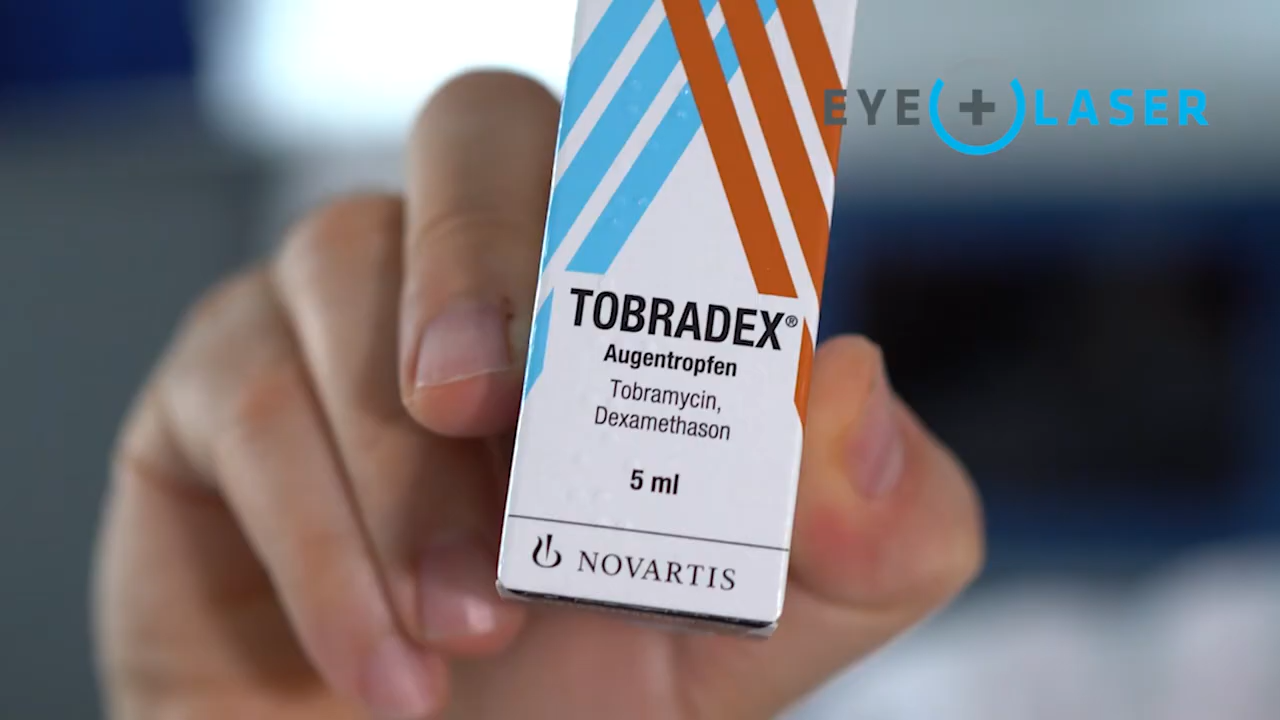 EYE LASER
TOBRADEX®
Augentropfen
Tobramycin,
Dexamethason
5 ml
NOVARTIS